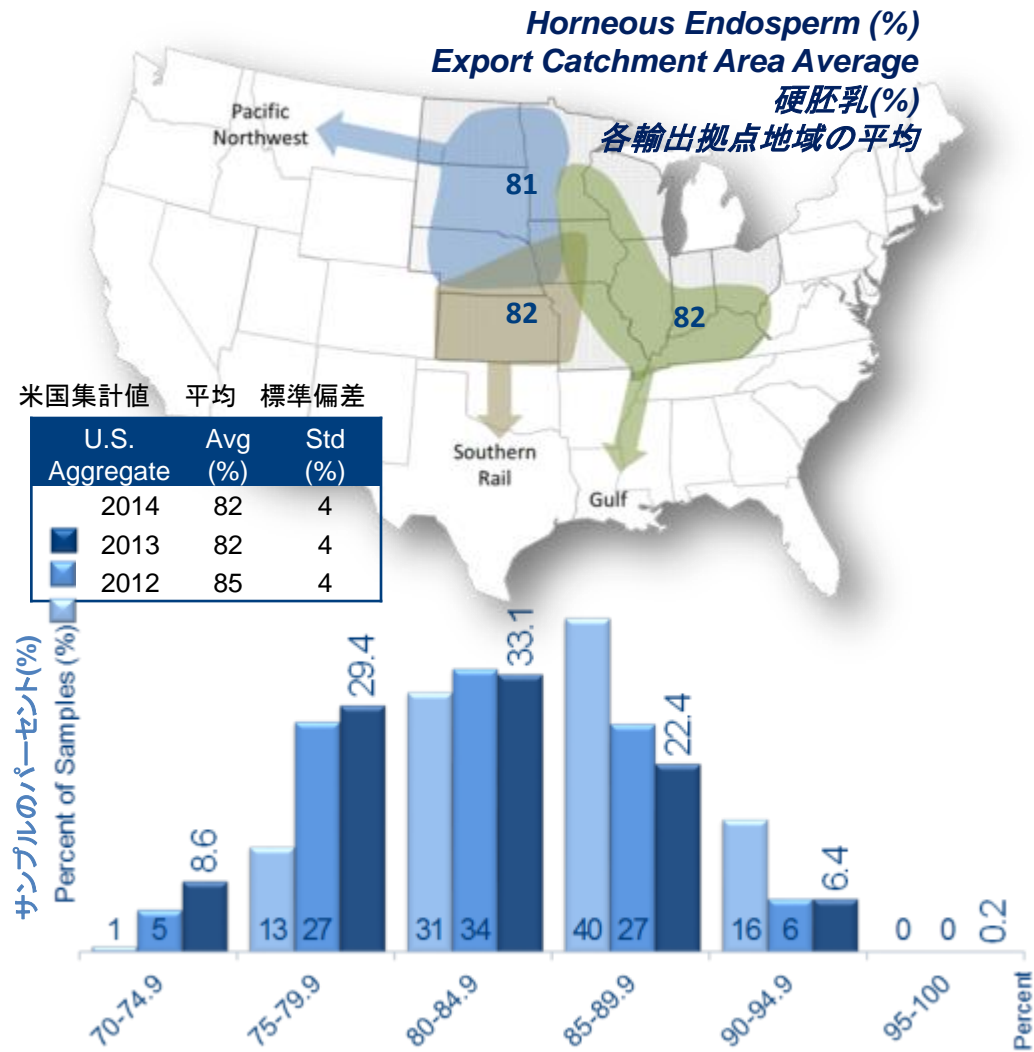 Horneous Endosperm (%)
Export Catchment Area Average
硬胚乳(%)
各輸出拠点地域の平均
Pacific
Northwest
81
82
82
Southern
Rail
Gulf
米国集計値 平均 標準偏差
U.S. Aggregate Avg (%) Std (%)
2014 82 4
2013 82 4
2012 85 4
サンプルのパーセント(%)
Percent of Samples (%)
1 5 8.6
13 27 29.4
31 34 33.1
40 27 22.4
16 6 6.4
0 0 0.2
70-74.9 75-79.9 80-84.9 85-89.9 90-94.9 95-100
Percent